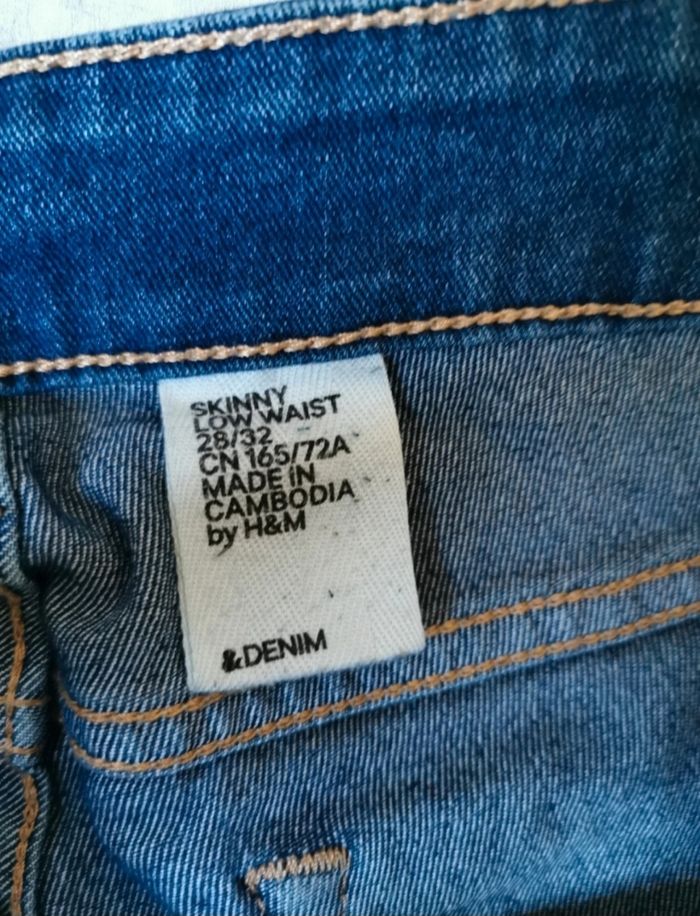 SKINNY
LOW WAIST
28/32
CN 165/72A
MADE IN
CAMBODIA
by H&M
&DENIM